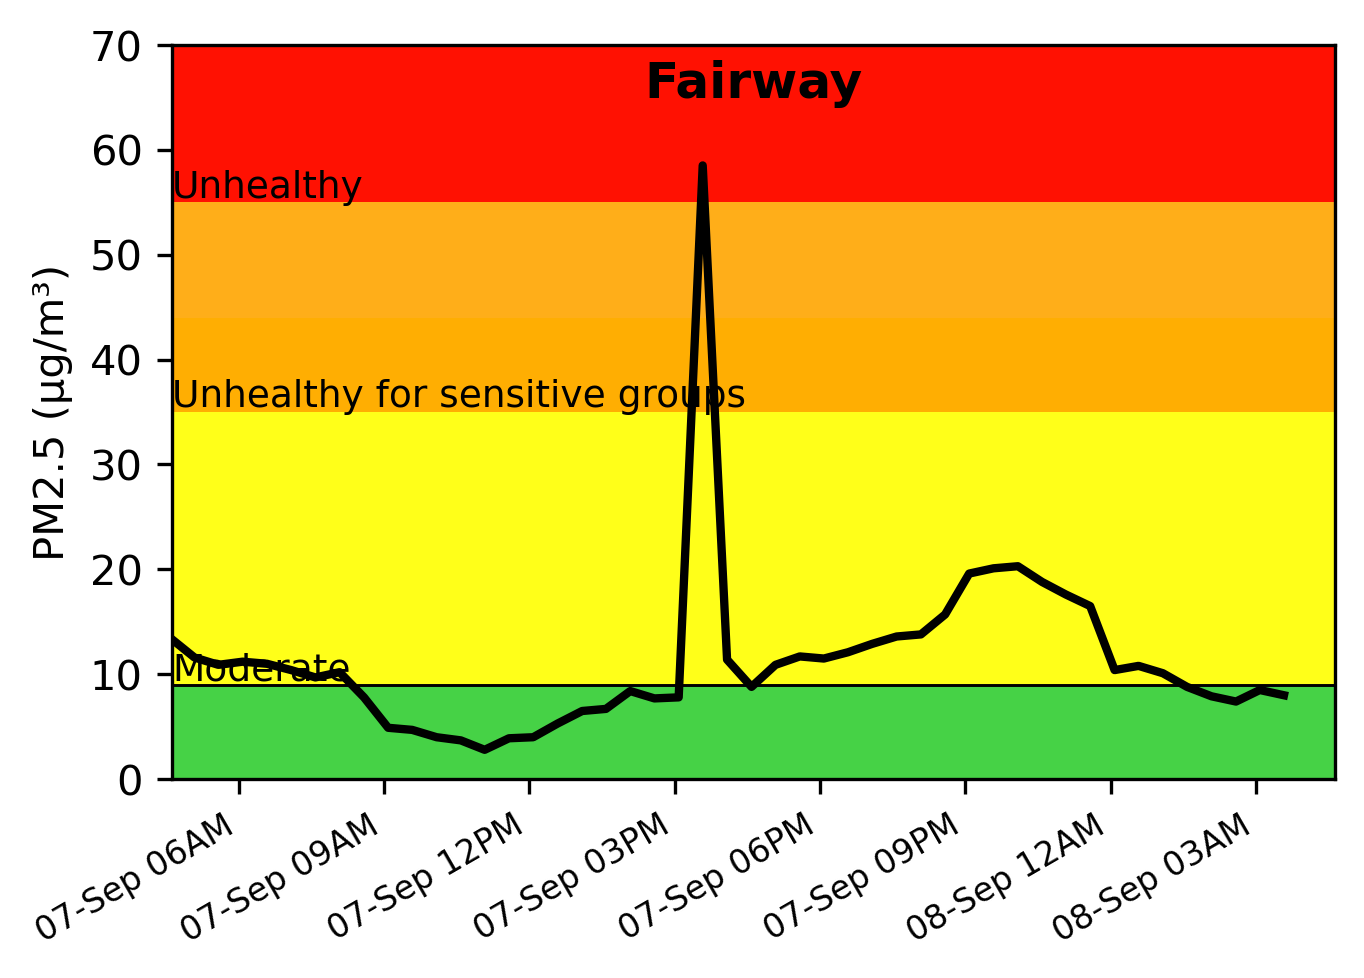 Fairway
70
60
50
40
30
20
10
0
PM2.5 (µg/m³)
Unhealthy
Unhealthy for sensitive groups
Moderate
07-Sep 06AM
07-Sep 09AM
07-Sep 12PM
07-Sep 03PM
07-Sep 06PM
07-Sep 09PM
08-Sep 12AM
08-Sep 03AM